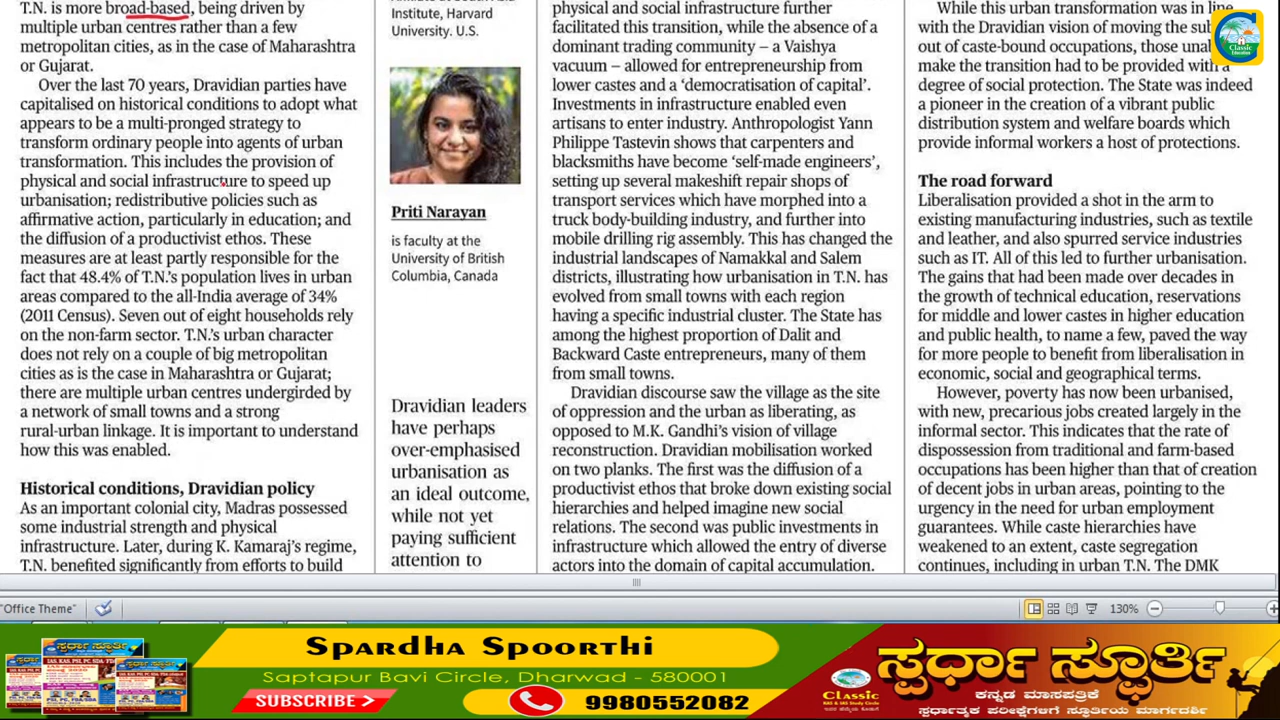 T.N. is more broad-based, being driven by
multiple urban centres rather than a few
metropolitan cities, as in the case of Maharashtra
or Gujarat.
Over the last 70 years, Dravidian parties have
capitalised on historical conditions to adopt what
appears to be a multi-pronged strategy to
transform ordinary people into agents of urban
transformation. This includes the provision of
physical and social infrastructure to speed up
urbanisation; redistributive policies such as
affirmative action, particularly in education; and
the diffusion of a productivist ethos. These
measures are at least partly responsible for the
fact that 48.4% of T.N.’s population lives in urban
areas compared to the all-India average of 34%
(2011 Census). Seven out of eight households rely
on the non-farm sector. T.N.’s urban character
does not rely on a couple of big metropolitan
cities as is the case in Maharashtra or Gujarat;
there are multiple urban centres undergirded by
a network of small towns and a strong
rural-urban linkage. It is important to understand
how this was enabled.
Historical conditions, Dravidian policy
As an important colonial city, Madras possessed
some industrial strength and physical
infrastructure. Later, during K. Kamaraj’s regime,
T.N. benefited significantly from efforts to build
Institute, Harvard
University. U.S.
Priti Narayan
is faculty at the
University of British
Columbia, Canada
Dravidian leaders
have perhaps
over-emphasised
urbanisation as
an ideal outcome,
while not yet
paying sufficient
attention to
physical and social infrastructure further
facilitated this transition, while the absence of a
dominant trading community – a Vaishya
vacuum – allowed for entrepreneurship from
lower castes and a ‘democratisation of capital’.
Investments in infrastructure enabled even
artisans to enter industry. Anthropologist Yann
Philippe Tastevin shows that carpenters and
blacksmiths have become ‘self-made engineers’,
setting up several makeshift repair shops of
transport services which have morphed into a
truck body-building industry, and further into
mobile drilling rig assembly. This has changed the
industrial landscapes of Namakkal and Salem
districts, illustrating how urbanisation in T.N. has
evolved from small towns with each region
having a specific industrial cluster. The State has
among the highest proportion of Dalit and
Backward Caste entrepreneurs, many of them
from small towns.
Dravidian discourse saw the village as the site
of oppression and the urban as liberating, as
opposed to M.K. Gandhi’s vision of village
reconstruction. Dravidian mobilisation worked
on two planks. The first was the diffusion of a
productivist ethos that broke down existing social
hierarchies and helped imagine new social
relations. The second was public investments in
infrastructure which allowed the entry of diverse
actors into the domain of capital accumulation.
While this urban transformation was in line
with the Dravidian vision of moving the
out of caste-bound occupations, those
make the transition had to be provided with a
degree of social protection. The State was indeed
a pioneer in the creation of a vibrant public
distribution system and welfare boards which
provide informal workers a host of protections.
The road forward
Liberalisation provided a shot in the arm to
existing manufacturing industries, such as textile
and leather, and also spurred service industries
such as IT. All of this led to further urbanisation.
The gains that had been made over decades in
the growth of technical education, reservations
for middle and lower castes in higher education
and public health, to name a few, paved the way
for more people to benefit from liberalisation in
economic, social and geographical terms.
However, poverty has now been urbanised,
with new, precarious jobs created largely in the
informal sector. This indicates that the rate of
dispossession from traditional and farm-based
occupations has been higher than that of creation
of decent jobs in urban areas, pointing to the
urgency in the need for urban employment
guarantees. While caste hierarchies have
weakened to an extent, caste segregation
continues, including in urban T.N. The DMK
Classic
Education
"Office Theme"
130%
Spardha Spoorthi
Saptapur Bavi Circle, Dharwad - 580001
SUBSCRIBE
9980552082
Classic
KAS & IAS Study Circle
ಸ್ಪರ್ಧಾ ಸ್ಫೂರ್ತಿ
ಕನ್ನಡ ಮಾಸಪತ್ರಿಕೆ
ಸ್ಪರ್ಧಾತ್ಮಕ ಪರೀಕ್ಷೆಗಳಿಗೆ ಸ್ಫೂರ್ತಿಯ ಮಾರ್ಗದರ್ಶಿ